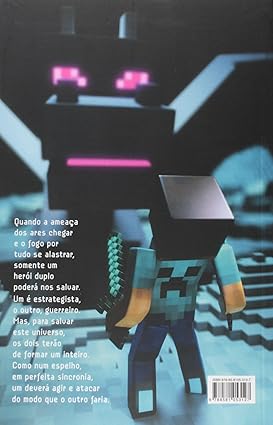 Quando a ameaça
dos ares chegar
e o fogo por
tudo se alastrar,
somente um
herói duplo
poderá nos salvar.
Um é estrategista,
o outro, guerreiro.
Mas, para salvar
este universo,
os dois terão
de formar um inteiro.
Como num espelho,
em perfeita sincronia,
um deverá agir e atacar
do modo que o outro faria.